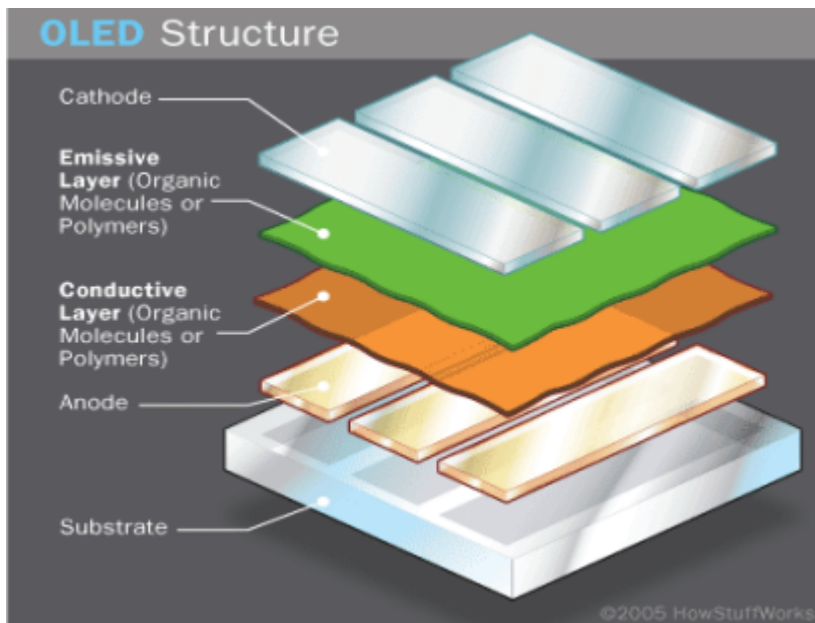 OLED Structure
Cathode
Emissive
Layer (Organic
Molecules or
Polymers)
Conductive
Layer (Organic
Molecules or
Polymers)
Anode
Substrate
©2005 HowStuffWorks